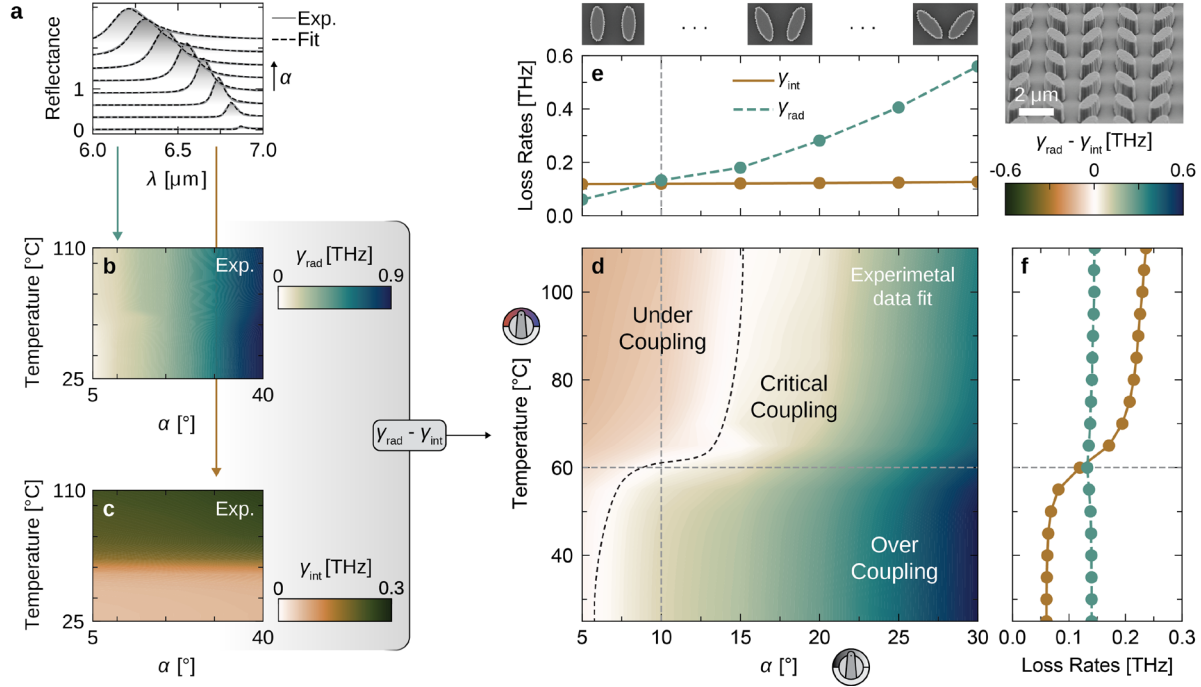 a
Exp.
Fit
α
Reflectance
1
0
6.0
6.5
7.0
λ [µm]
b
Exp.
Temperature [°C]
110
25
5
40
α [°]
γrad [THz]
0
0.9
c
Exp.
Temperature [°C]
110
25
5
40
α [°]
γint [THz]
0
0.3
γrad - γint
. . .
. . .
e
γint
γrad
Loss Rates [THz]
0.6
0.4
0.2
0.0
2 µm
γrad - γint [THz]
-0.6
0
0.6
d
Experimetal
data fit
Under
Coupling
Critical
Coupling
Over
Coupling
Temperature [°C]
100
80
60
40
5
10
15
20
25
30
α [°]
f
0.0
0.1
0.2
0.3
Loss Rates [THz]